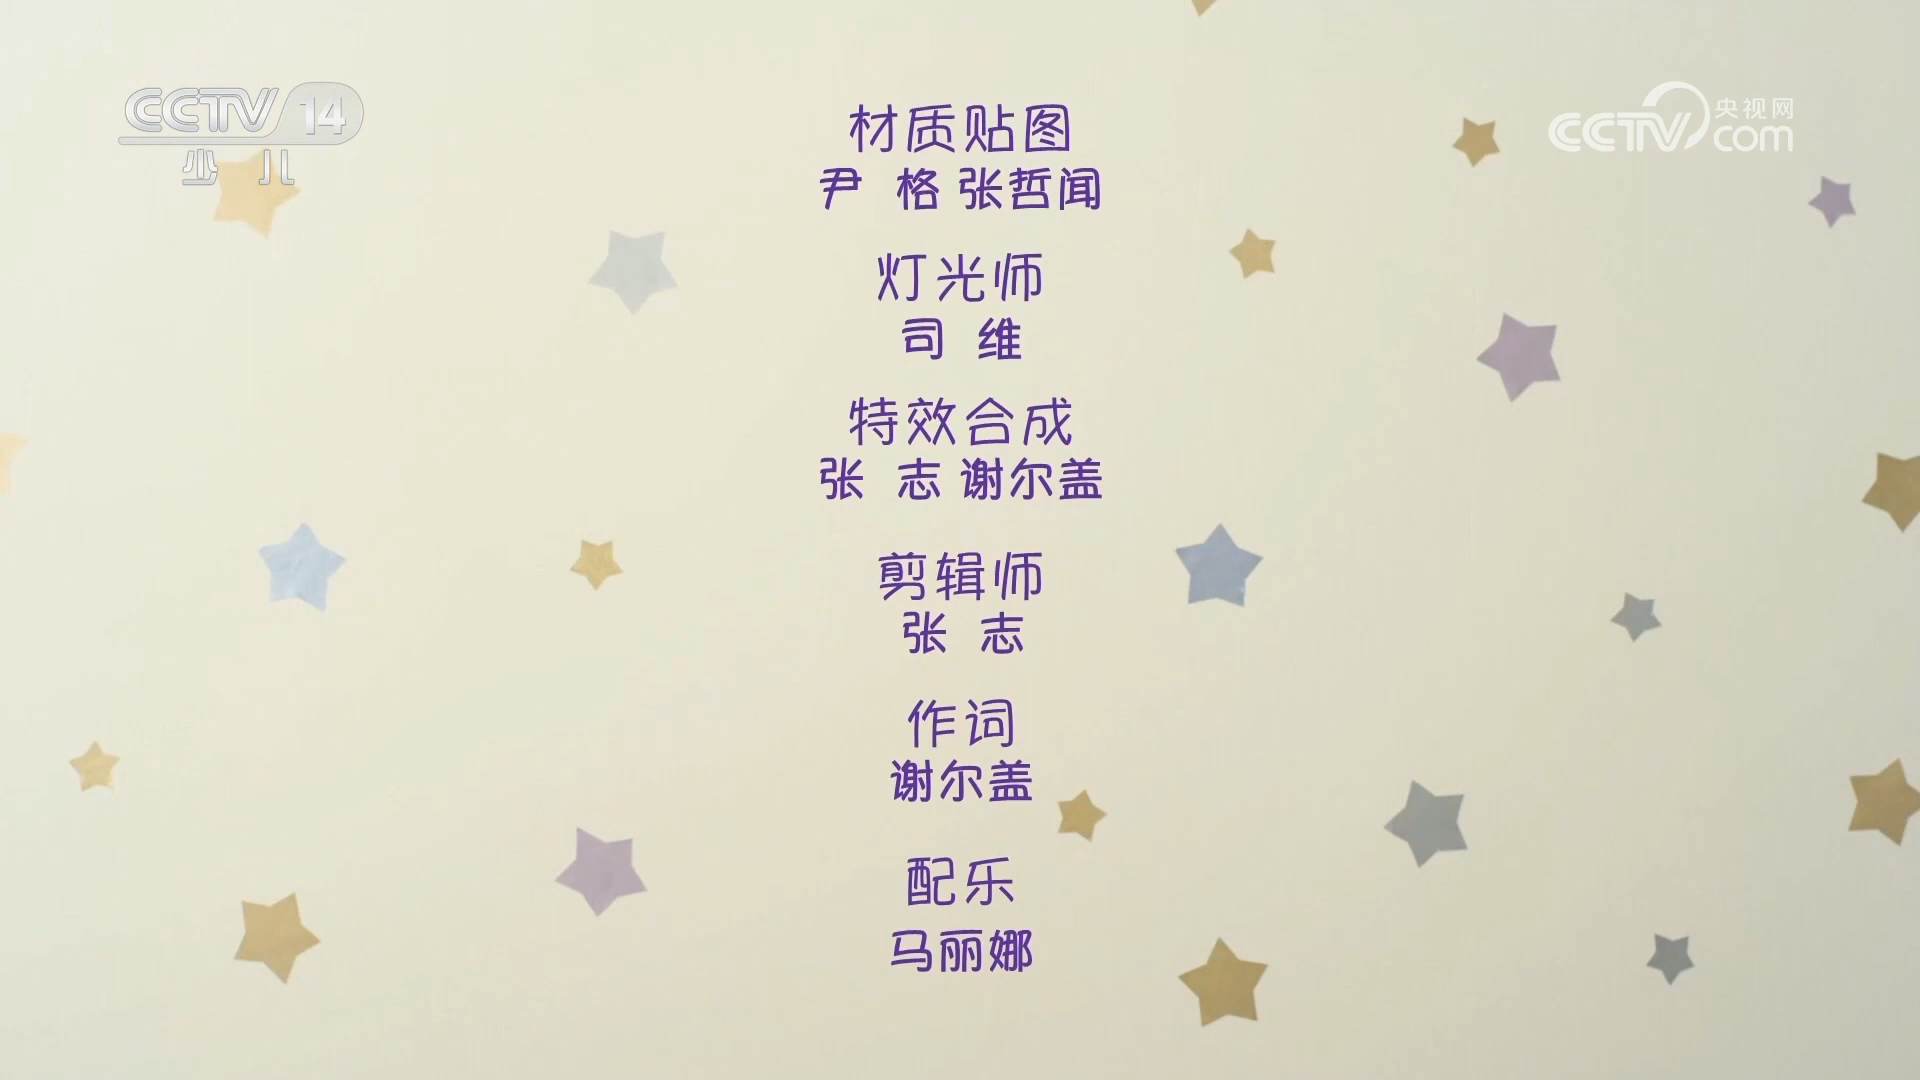 CCTV 14
少儿
央视网
CCTV.com
材质贴图
尹 格 张哲闻
灯光师
司 维
特效合成
张 志 谢尔盖
剪辑师
张 志
作词
谢尔盖
配乐
马丽娜